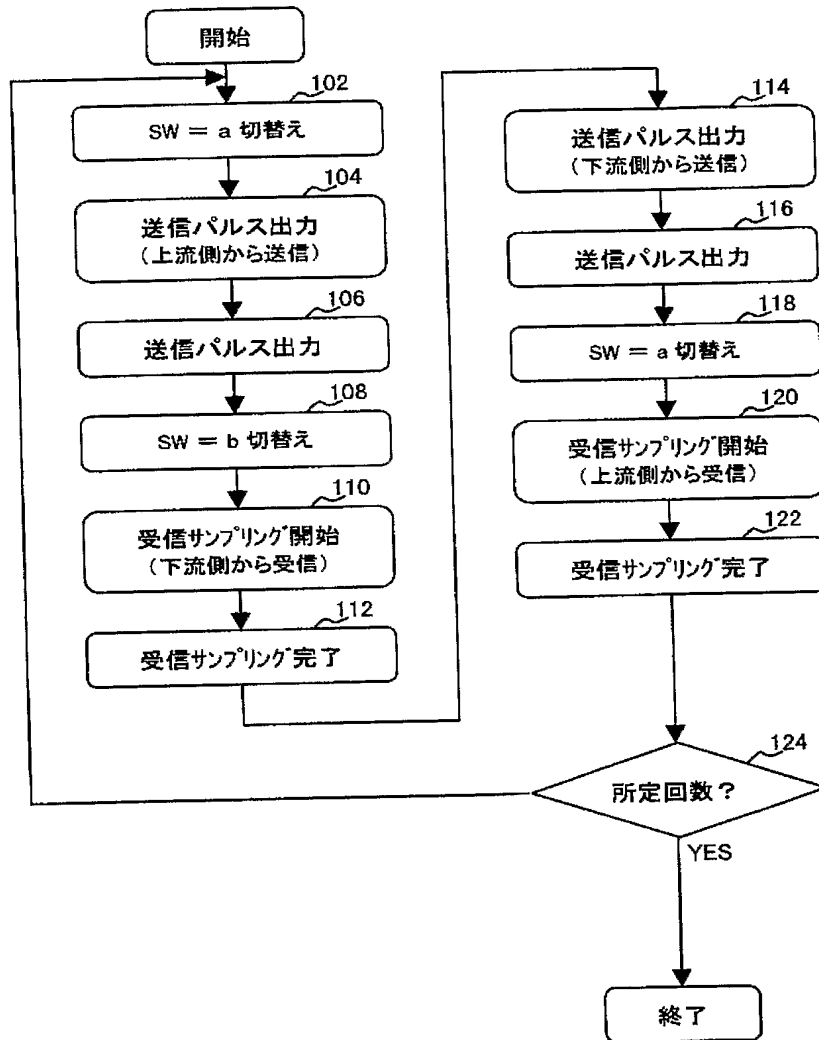 開始
102
SW = a 切替え
104
送信パルス出力
(上流側から送信)
106
送信パルス出力
108
SW = b 切替え
110
受信サンプリング開始
(下流側から受信)
112
受信サンプリング完了
114
送信パルス出力
(下流側から送信)
116
送信パルス出力
118
SW = a 切替え
120
受信サンプリング開始
(上流側から受信)
122
受信サンプリング完了
124
所定回数?
YES
終了